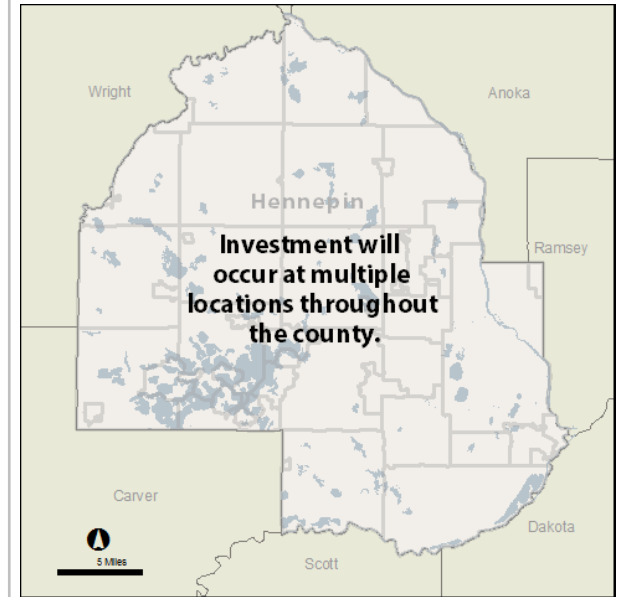 Wright
Anoka
Hennepin
Investment will
occur at multiple
locations throughout
the county.
Ramsey
Carver
5 Miles
Scott
Dakota